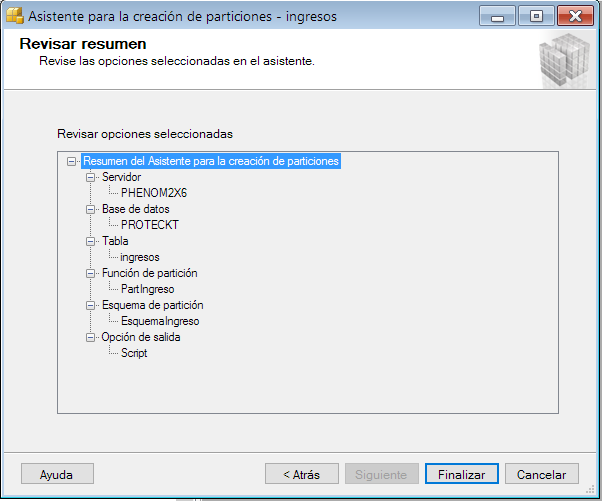 Asistente para la creación de particiones - ingresos
Revisar resumen
Revise las opciones seleccionadas en el asistente.
Revisar opciones seleccionadas
Resumen del Asistente para la creación de particiones
Servidor
PHENOM2X6
Base de datos
PROTECKT
Tabla
ingresos
Función de partición
PartIngreso
Esquema de partición
EsquemaIngreso
Opción de salida
Script
Ayuda
< Atrás
Siguiente
Finalizar
Cancelar